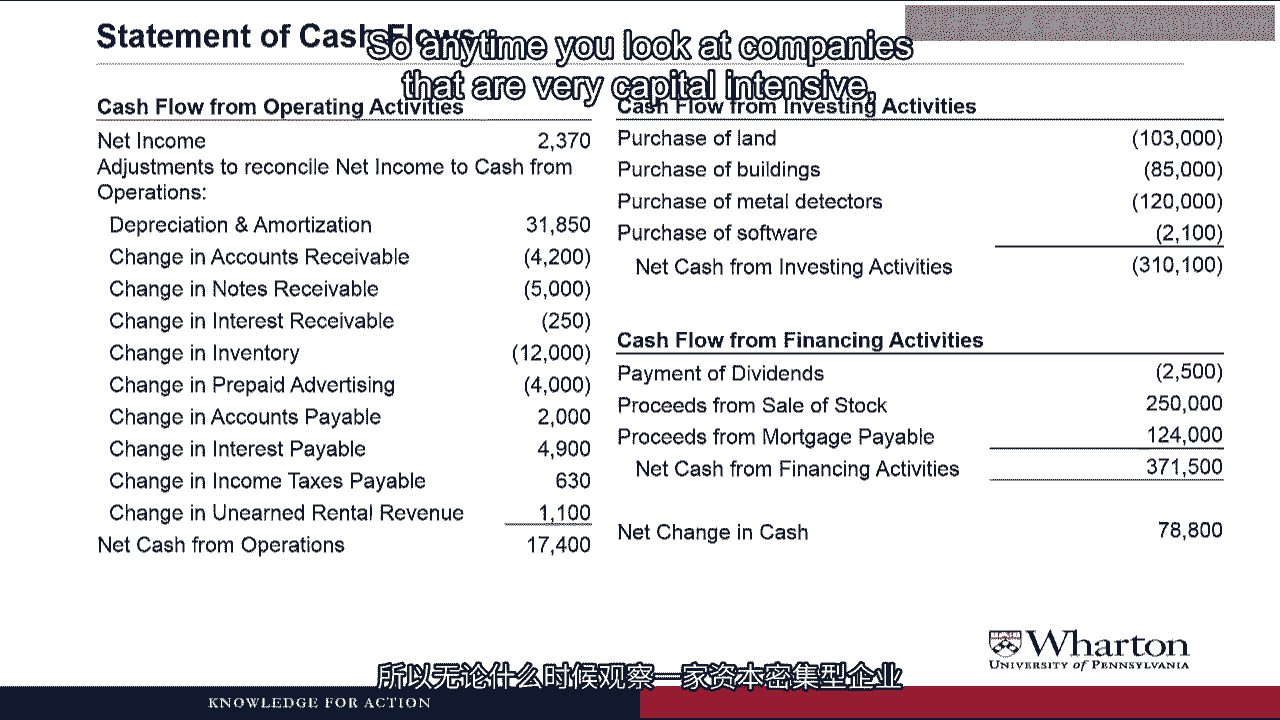 Statement of Cash Flows
So anytime you look at companies
that are very capital intensive,
Cash Flow from Operating Activities
Net Income 2,370
Adjustments to reconcile Net Income to Cash from
Operations:
Depreciation & Amortization 31,850
Change in Accounts Receivable (4,200)
Change in Notes Receivable (5,000)
Change in Interest Receivable (250)
Change in Inventory (12,000)
Change in Prepaid Advertising (4,000)
Change in Accounts Payable 2,000
Change in Interest Payable 4,900
Change in Income Taxes Payable 630
Change in Unearned Rental Revenue 1,100
Net Cash from Operations 17,400
Cash Flow from Investing Activities
Purchase of land (103,000)
Purchase of buildings (85,000)
Purchase of metal detectors (120,000)
Purchase of software (2,100)
Net Cash from Investing Activities (310,100)
Cash Flow from Financing Activities
Payment of Dividends (2,500)
Proceeds from Sale of Stock 250,000
Proceeds from Mortgage Payable 124,000
Net Cash from Financing Activities 371,500
Net Change in Cash 78,800
Wharton
UNIVERSITY of PENNSYLVANIA
所以无论什么时候观察一家资本密集型企业
KNOWLEDGE FOR ACTION